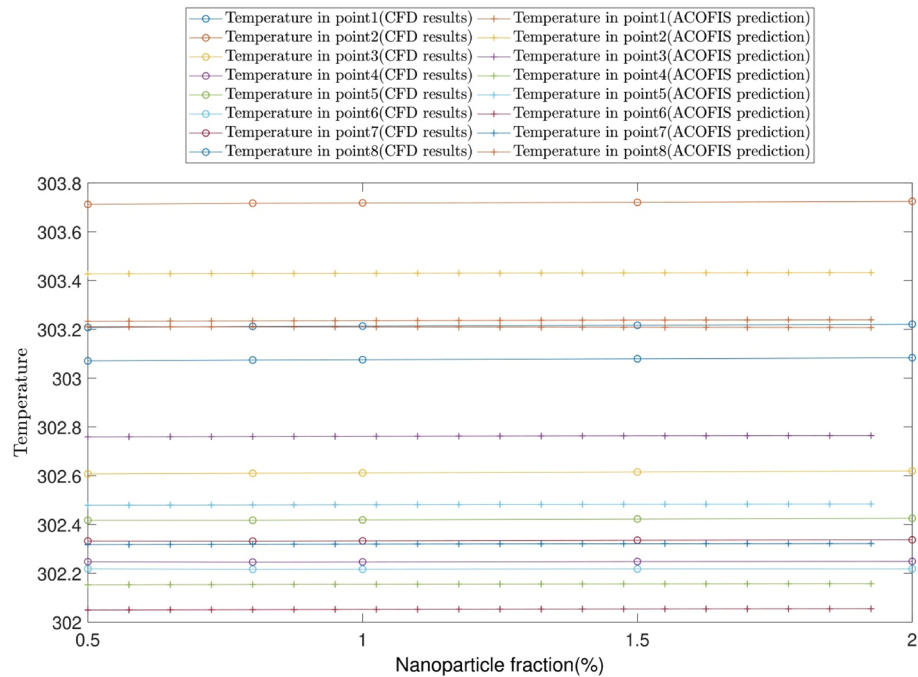 Temperature in point1(CFD results) Temperature in point1(ACOFIS prediction)
Temperature in point2(CFD results) Temperature in point2(ACOFIS prediction)
Temperature in point3(CFD results) Temperature in point3(ACOFIS prediction)
Temperature in point4(CFD results) Temperature in point4(ACOFIS prediction)
Temperature in point5(CFD results) Temperature in point5(ACOFIS prediction)
Temperature in point6(CFD results) Temperature in point6(ACOFIS prediction)
Temperature in point7(CFD results) Temperature in point7(ACOFIS prediction)
Temperature in point8(CFD results) Temperature in point8(ACOFIS prediction)
303.8
303.6
303.4
303.2
303
302.8
302.6
302.4
302.2
302
Temperature
0.5 1 1.5 2
Nanoparticle fraction(%)